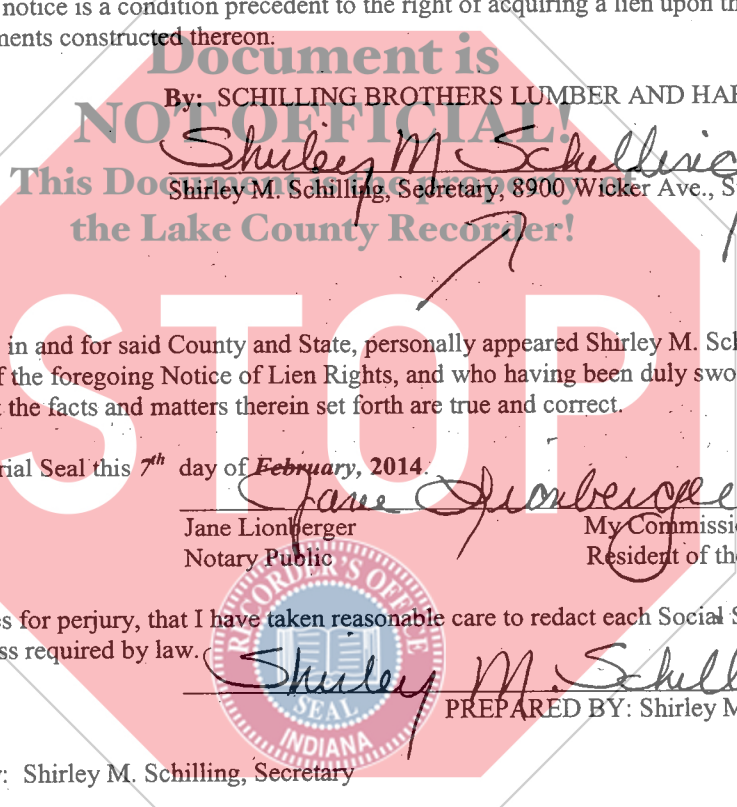 notice is a condition precedent to the right of acquiring a lien upon th
ments constructed thereon.
Document is
By: SCHILLING BROTHERS LUMBER AND HA
NOT OFFICIAL!
Shirley M Schilling
This Document is the property of
Shirley M. Schilling, Secretary, 8900 Wicker Ave., S
the Lake County Recorder!
STOP
in and for said County and State, personally appeared Shirley M. Sch
f the foregoing Notice of Lien Rights, and who having been duly swo
the facts and matters therein set forth are true and correct.
rial Seal this 7th day of February, 2014.
Jane Lionberger
Jane Lionberger
My Commissi
Notary Public
Resident of th
es for perjury, that I have taken reasonable care to redact each Social S
ss required by law.
Shirley M. Schill
RECORDER'S OFFICE
SEAL
INDIANA
PREPARED BY: Shirley M
: Shirley M. Schilling, Secretary